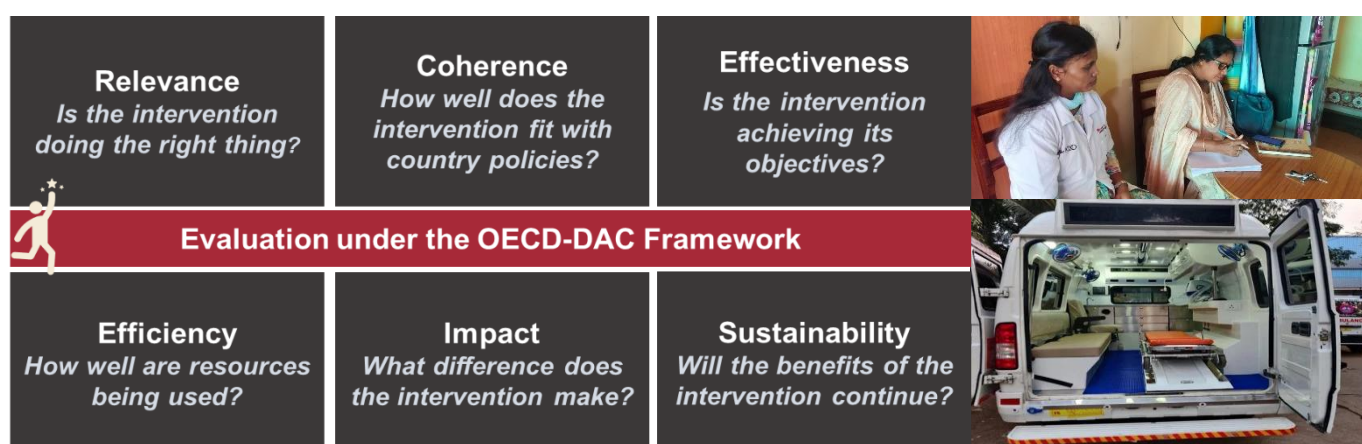 Relevance
Is the intervention
doing the right thing?
Coherence
How well does the
intervention fit with
country policies?
Effectiveness
Is the intervention
achieving its
objectives?
Evaluation under the OECD-DAC Framework
Efficiency
How well are resources
being used?
Impact
What difference does
the intervention make?
Sustainability
Will the benefits of the
intervention continue?